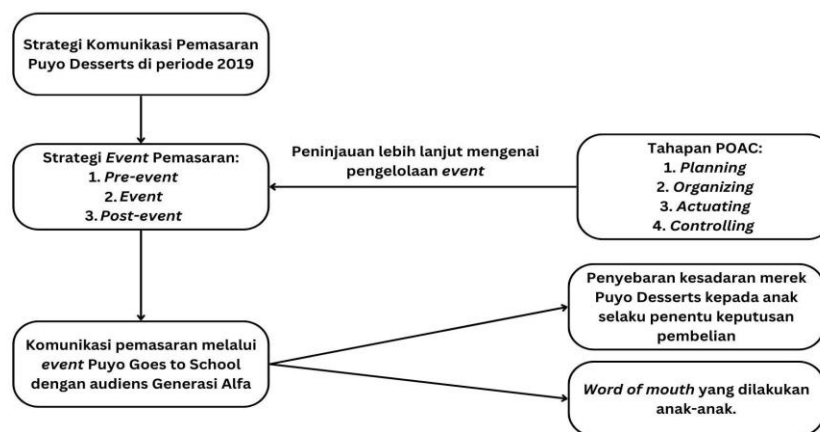 Strategi Komunikasi Pemasaran
Puyo Desserts di periode 2019
Strategi Event Pemasaran:
1. Pre-event
2. Event
3. Post-event
Peninjauan lebih lanjut mengenai
pengelolaan event
Tahapan POAC:
1. Planning
2. Organizing
3. Actuating
4. Controlling
Komunikasi pemasaran melalui
event Puyo Goes to School
dengan audiens Generasi Alfa
Penyebaran kesadaran merek
Puyo Desserts kepada anak
selaku penentu keputusan
pembelian
Word of mouth yang dilakukan
anak-anak.